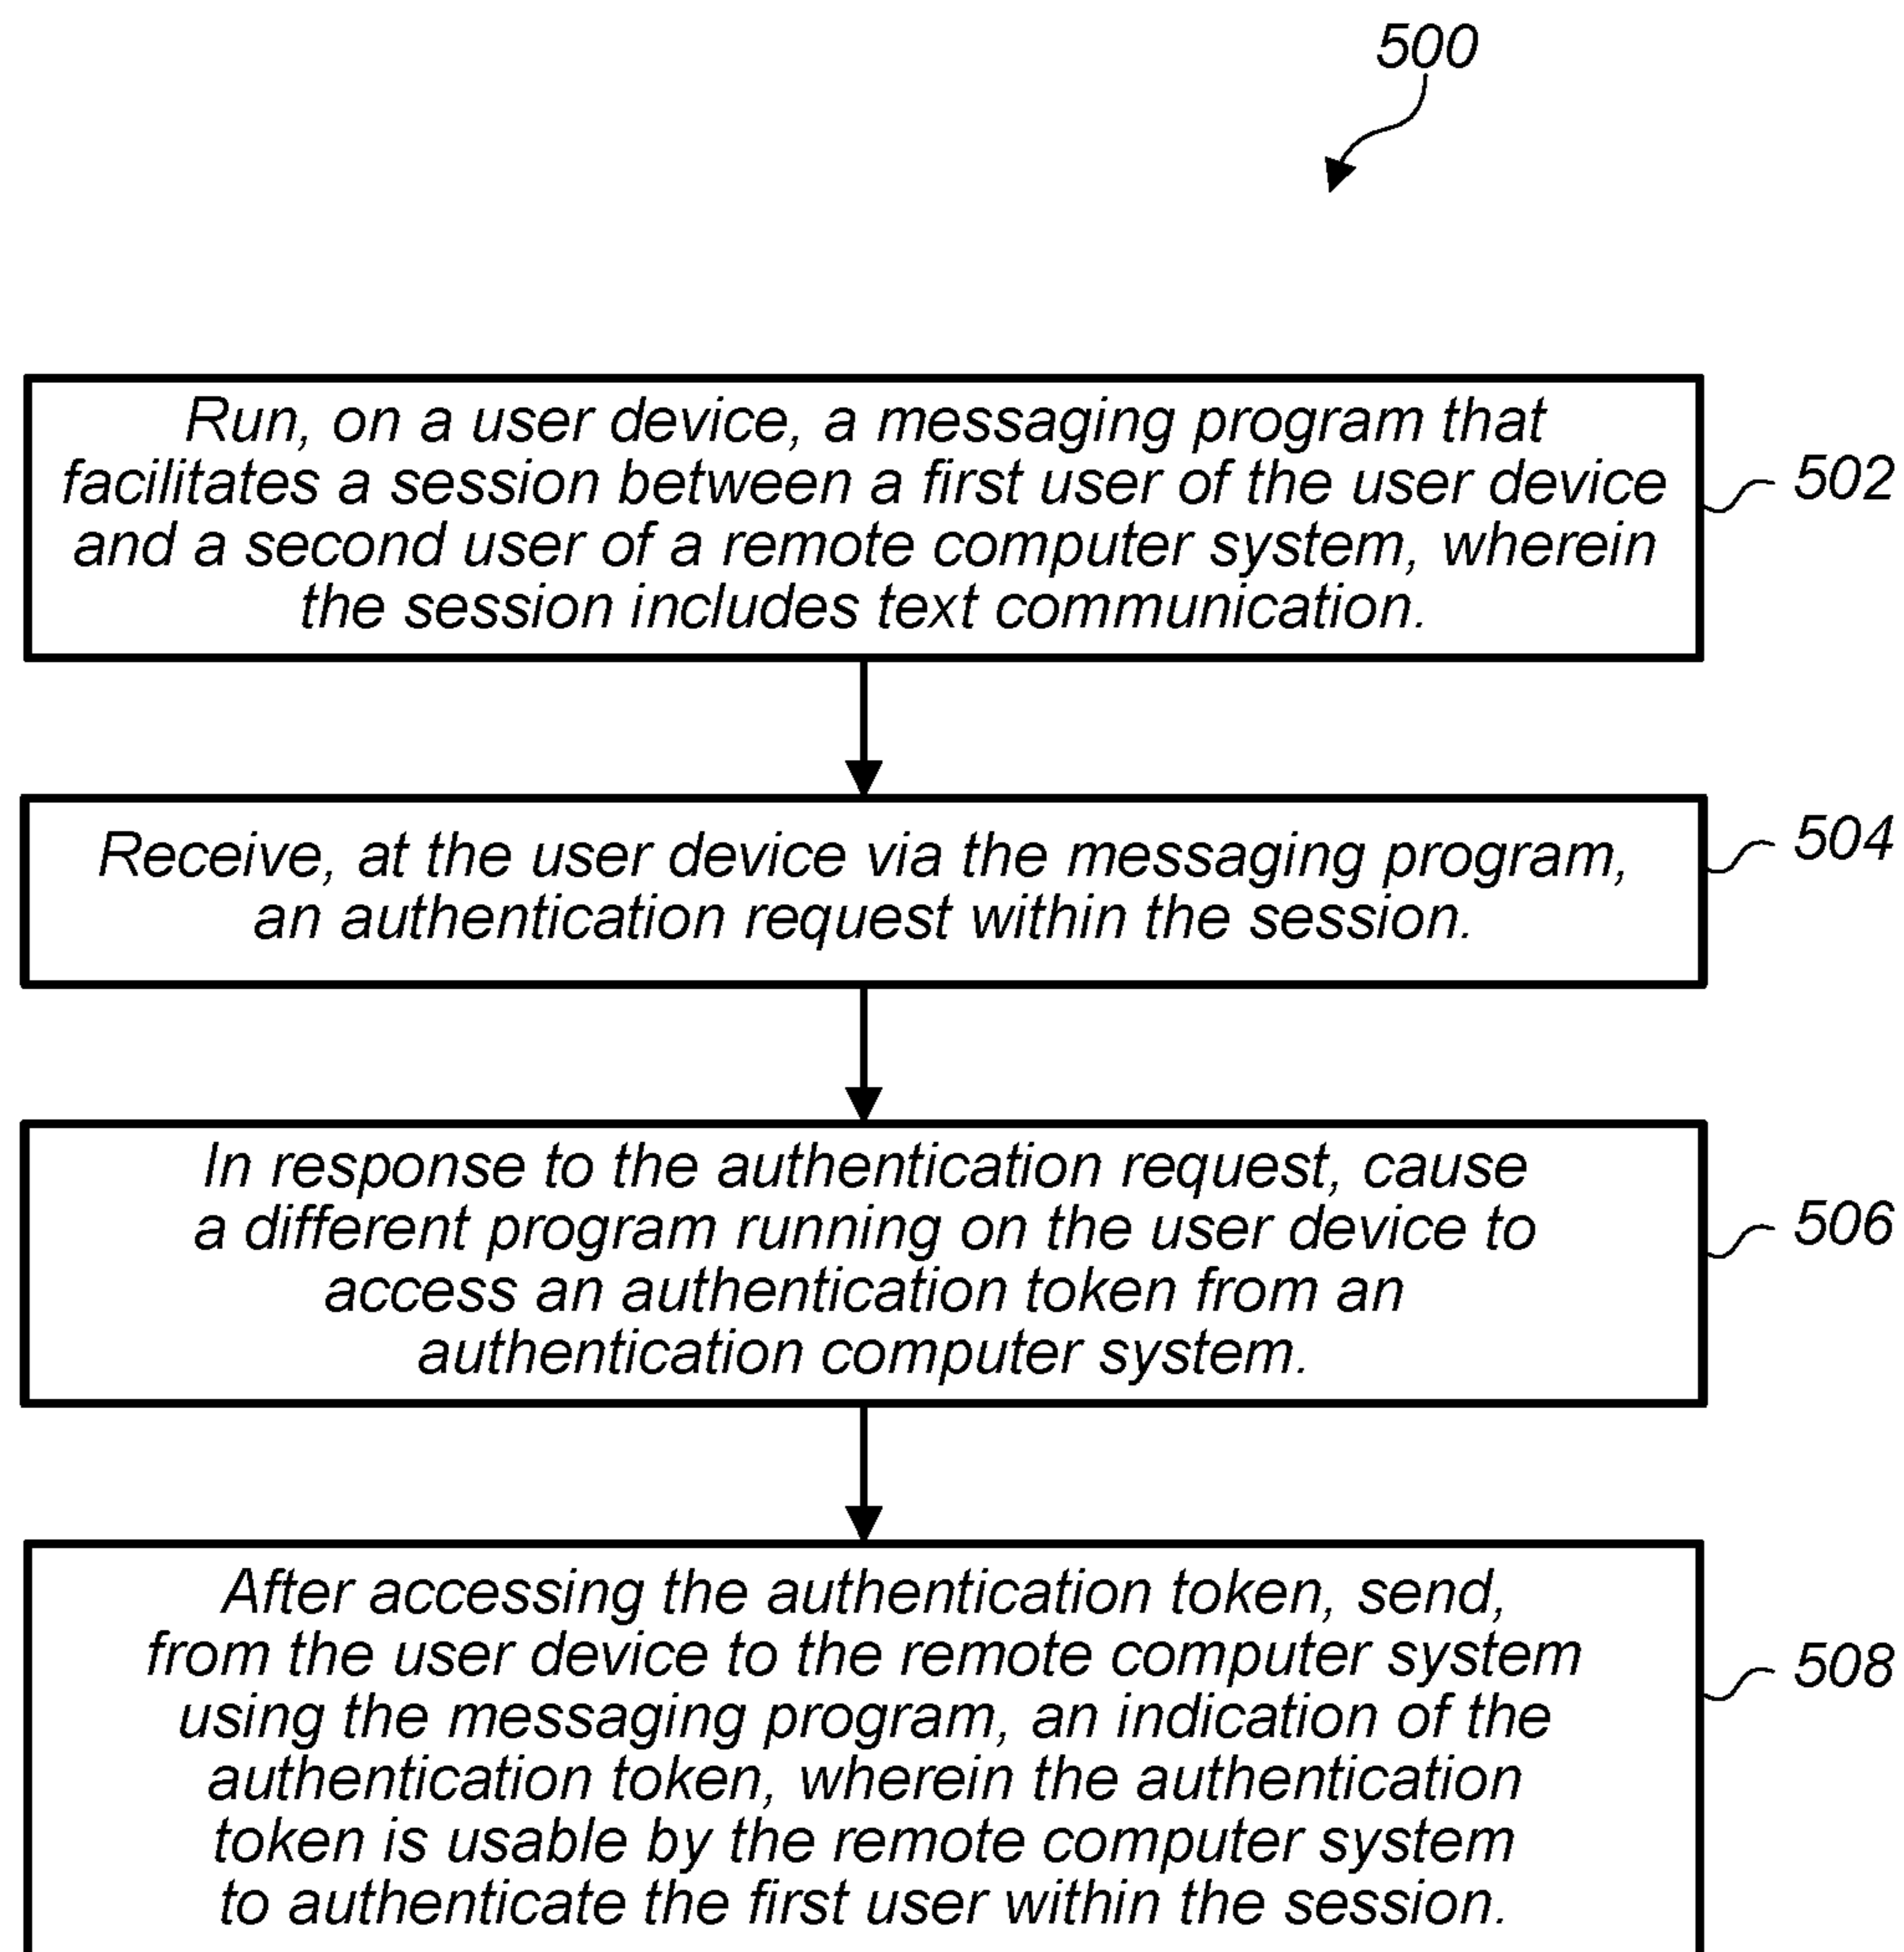 500
Run, on a user device, a messaging program that
facilitates a session between a first user of the user device
and a second user of a remote computer system, wherein
the session includes text communication.
502
Receive, at the user device via the messaging program,
an authentication request within the session.
504
In response to the authentication request, cause
a different program running on the user device to
access an authentication token from an
authentication computer system.
506
After accessing the authentication token, send,
from the user device to the remote computer system
using the messaging program, an indication of the
authentication token, wherein the authentication
token is usable by the remote computer system
to authenticate the first user within the session.
508